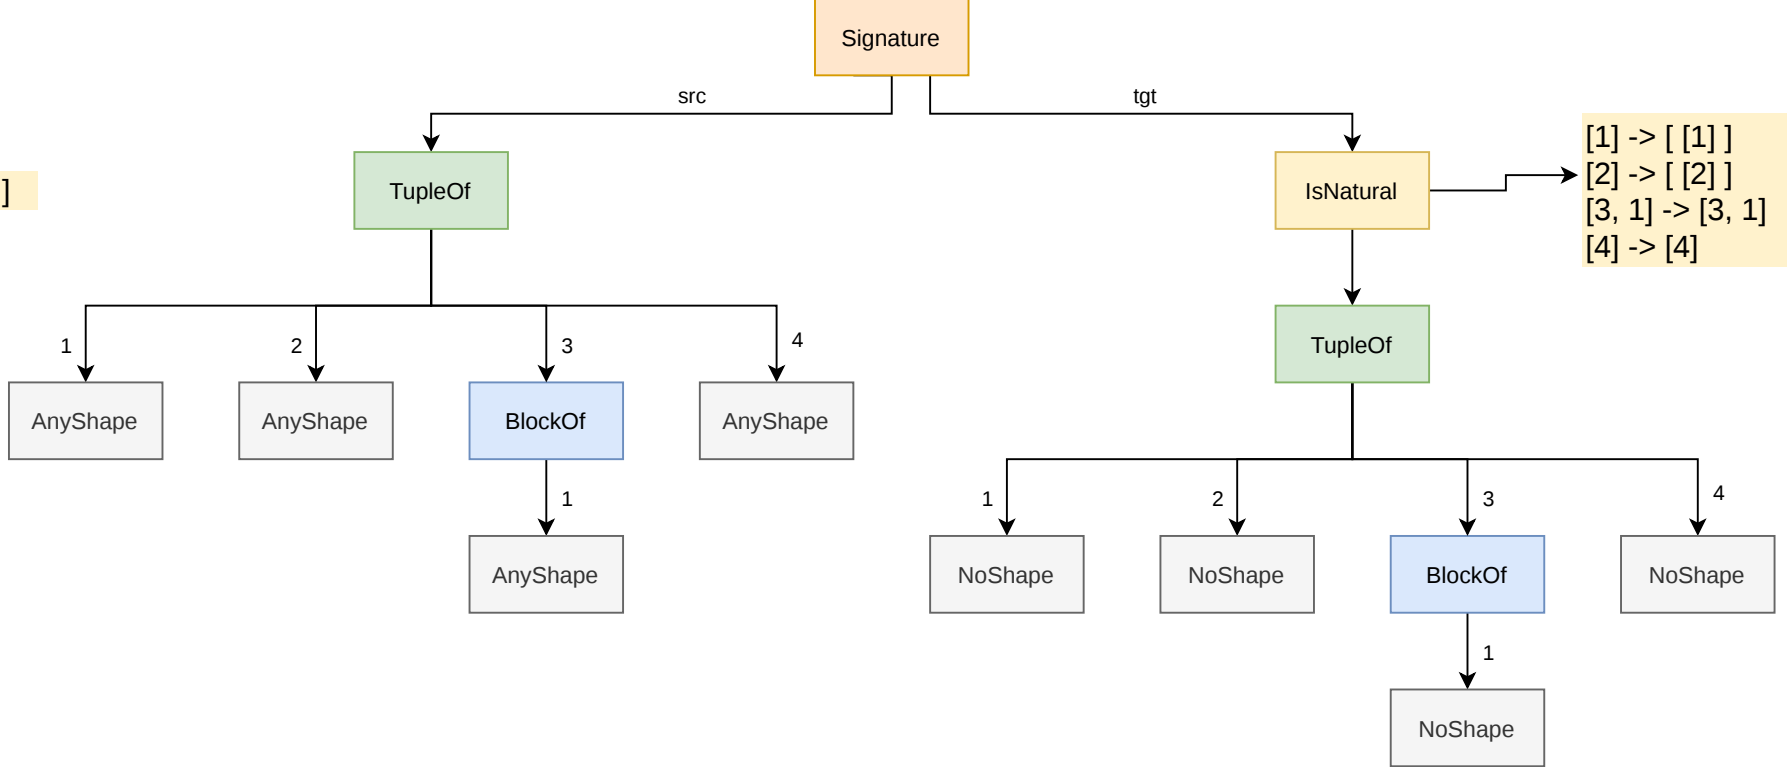 Signature
src
tgt
[1] -> [ [1] ]
[2] -> [ [2] ]
[3, 1] -> [3, 1]
[4] -> [4]
]
TupleOf
IsNatural
TupleOf
1
2
3
4
AnyShape
AnyShape
BlockOf
AnyShape
1
AnyShape
1
2
3
4
NoShape
NoShape
BlockOf
NoShape
1
NoShape